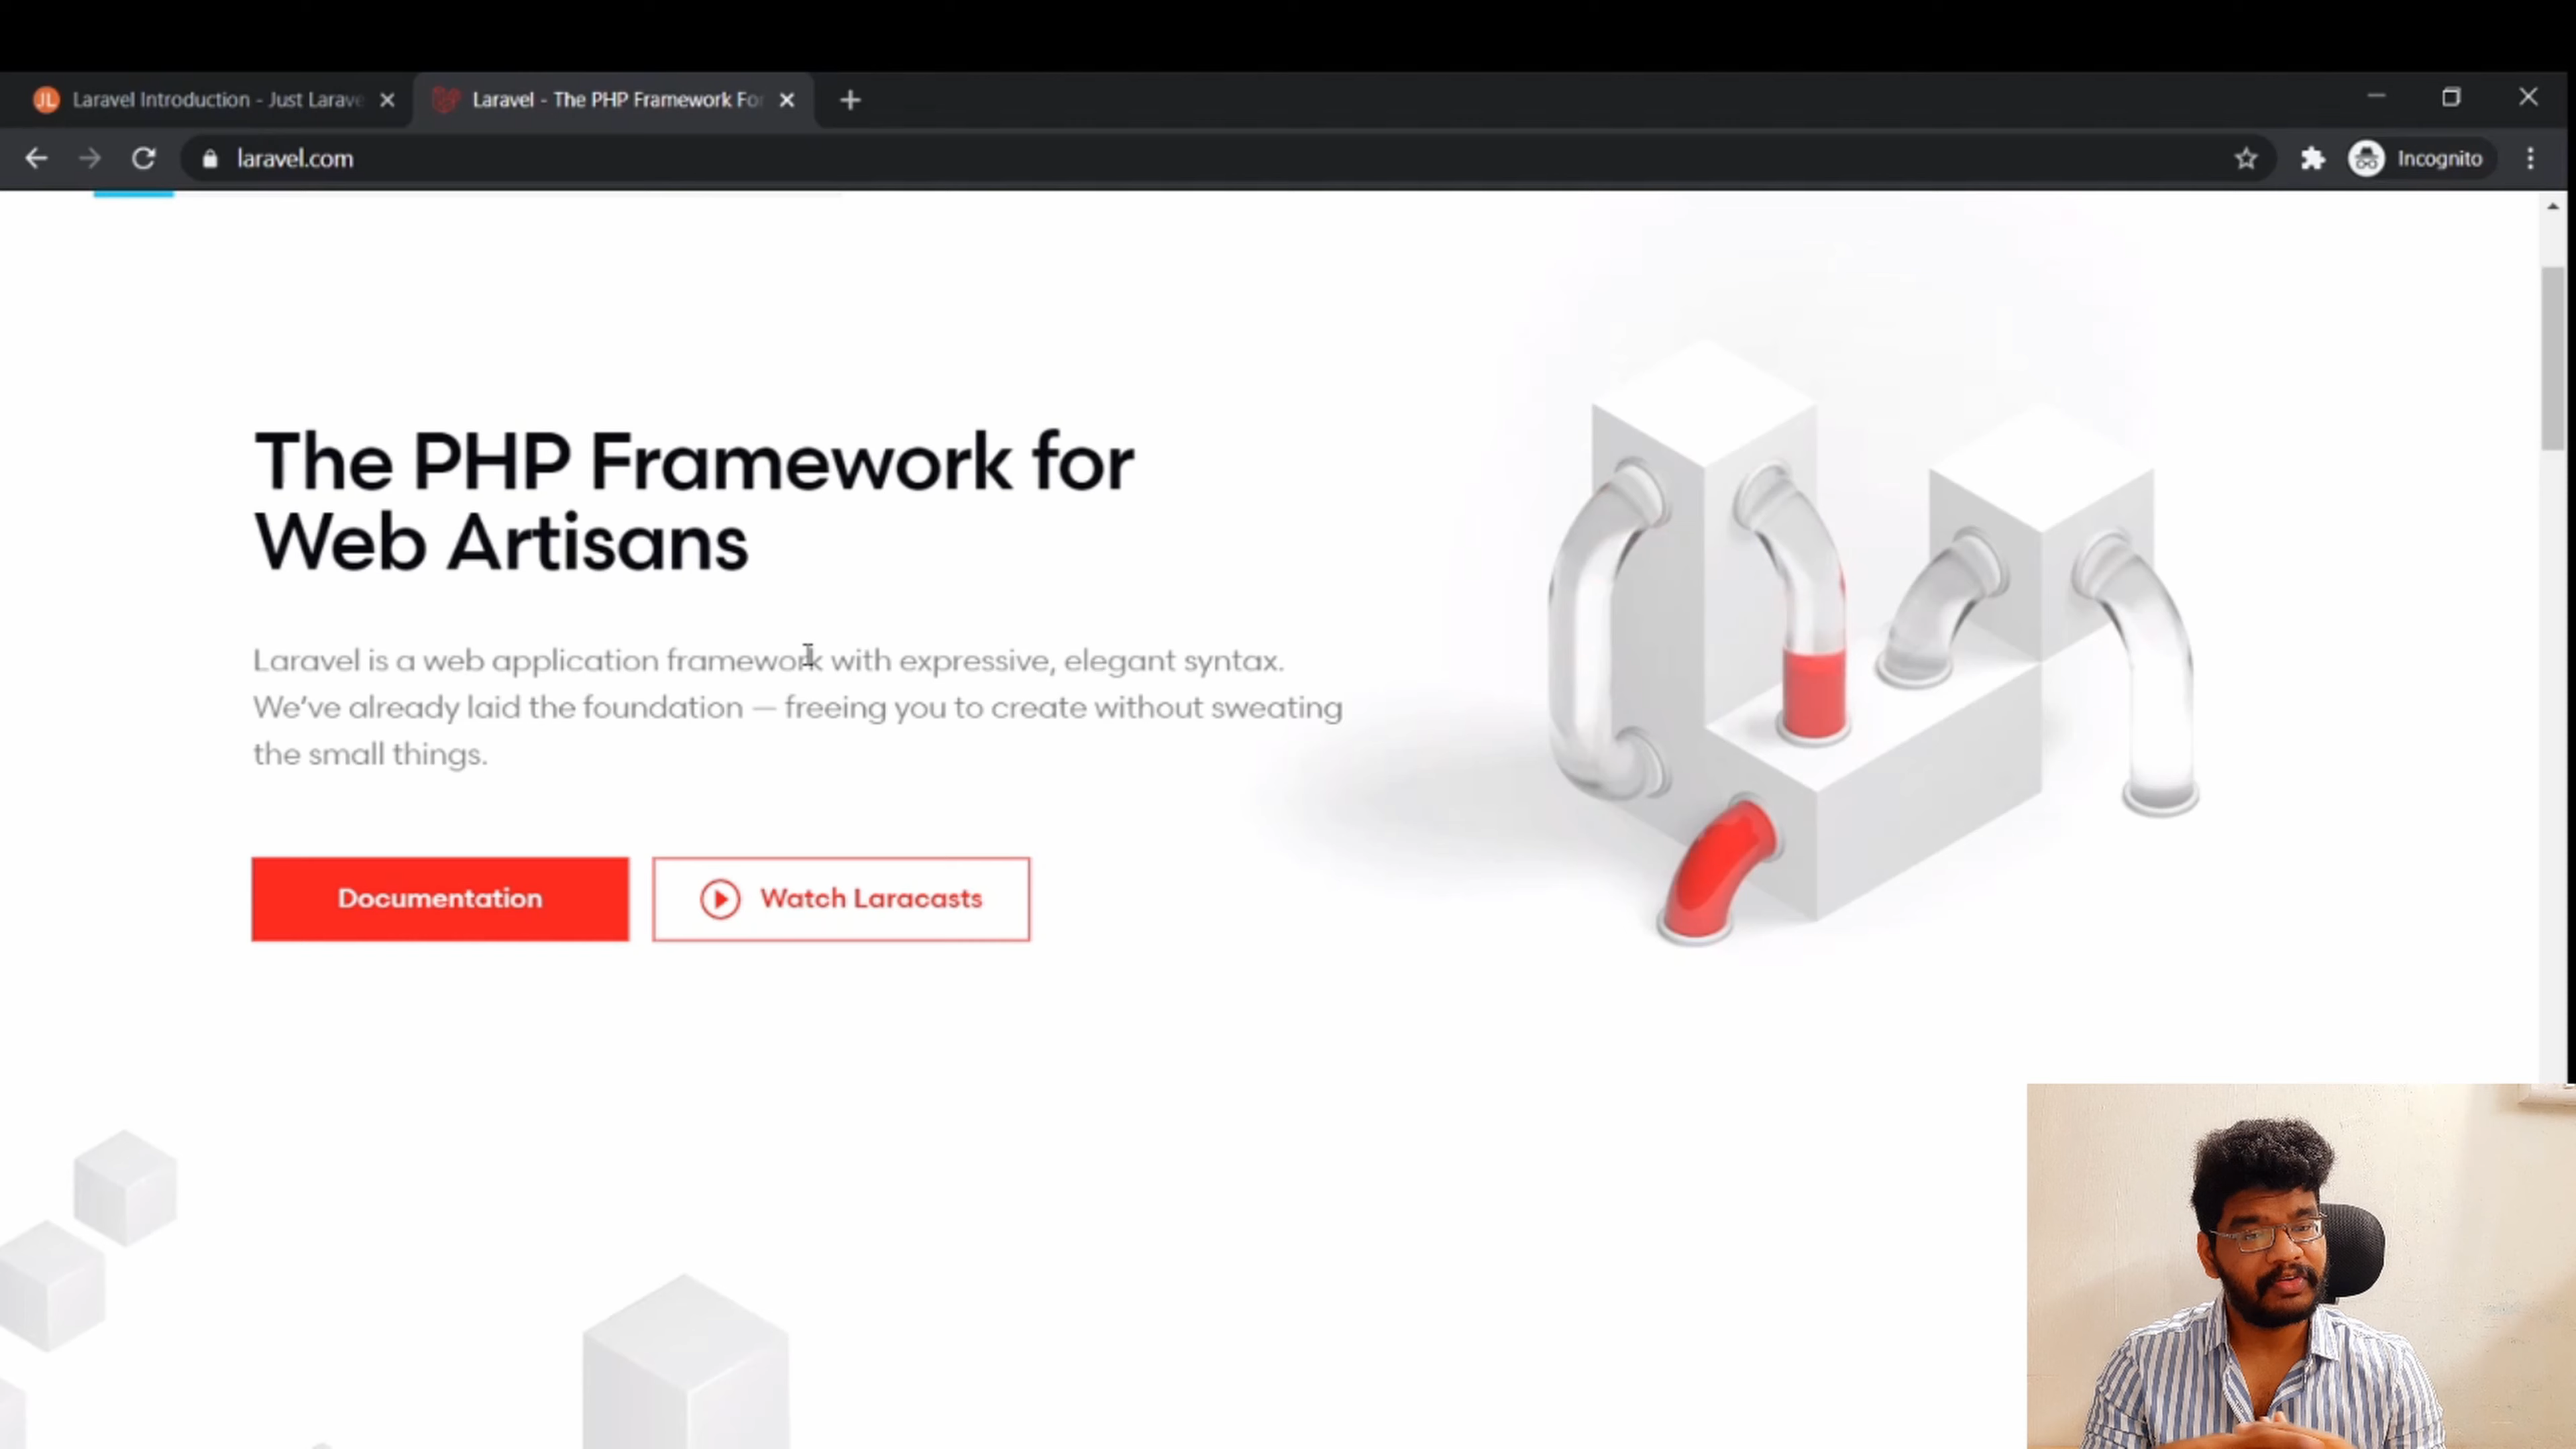 JL Laravel Introduction - Just Larave
Laravel - The PHP Framework For
laravel.com
Incognito
The PHP Framework for
Web Artisans
Laravel is a web application framework with expressive, elegant syntax.
We've already laid the foundation — freeing you to create without sweating
the small things.
Documentation
Watch Laracasts